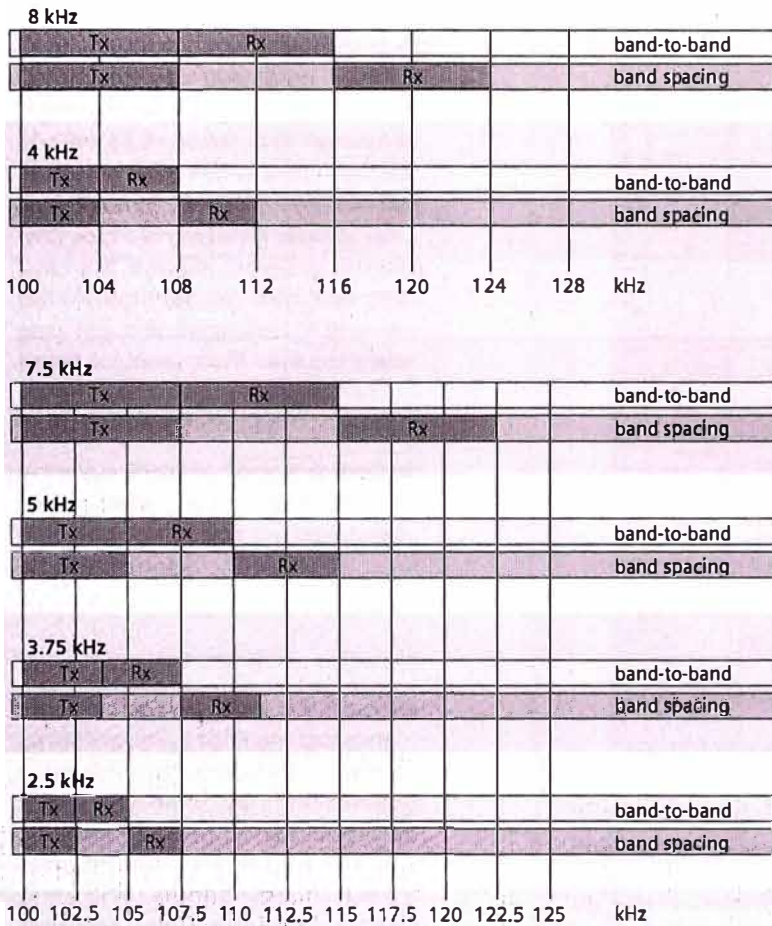 8 kHz
Tx Rx band-to-band
Tx Rx band spacing
4 kHz
Tx Rx band-to-band
Tx Rx band spacing
100 104 108 112 116 120 124 128 kHz
7.5 kHz
Tx Rx band-to-band
Tx Rx band spacing
5 kHz
Tx Rx band-to-band
Tx Rx band spacing
3.75 kHz
Tx Rx band-to-band
Tx Rx band spacing
2.5 kHz
Tx Rx band-to-band
Tx Rx band spacing
100 102.5 105 107.5 110 112.5 115 117.5 120 122.5 125 kHz